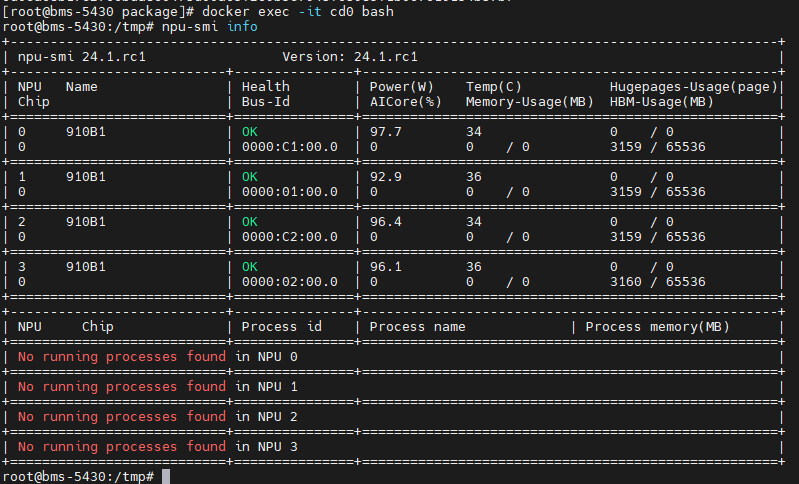 [root@bms-5430 package]# docker exec -it cd0 bash
root@bms-5430:/tmp# npu-smi info
+------------------------------------------------------------------------------------------------+
| npu-smi 24.1.rc1                 Version: 24.1.rc1                                             |
+---------------------------+---------------+----------------------------------------------------+
| NPU   Name                | Health        | Power(W)    Temp(C)           Hugepages-Usage(page)|
| Chip                      | Bus-Id        | AICore(%)   Memory-Usage(MB)  HBM-Usage(MB)        |
+===========================+===============+====================================================+
| 0     910B1               | OK            | 97.7        34                0    / 0             |
| 0                         | 0000:C1:00.0  | 0           0    / 0          3159 / 65536         |
+===========================+===============+====================================================+
| 1     910B1               | OK            | 92.9        36                0    / 0             |
| 0                         | 0000:01:00.0  | 0           0    / 0          3159 / 65536         |
+===========================+===============+====================================================+
| 2     910B1               | OK            | 96.4        34                0    / 0             |
| 0                         | 0000:C2:00.0  | 0           0    / 0          3159 / 65536         |
+===========================+===============+====================================================+
| 3     910B1               | OK            | 96.1        36                0    / 0             |
| 0                         | 0000:02:00.0  | 0           0    / 0          3160 / 65536         |
+===========================+===============+====================================================+
+---------------------------+---------------+----------------------------------------------------+
| NPU     Chip              | Process id    | Process name             | Process memory(MB)      |
+===========================+===============+====================================================+
| No running processes found in NPU 0                                                            |
+===========================+===============+====================================================+
| No running processes found in NPU 1                                                            |
+===========================+===============+====================================================+
| No running processes found in NPU 2                                                            |
+===========================+===============+====================================================+
| No running processes found in NPU 3                                                            |
+===========================+===============+====================================================+
root@bms-5430:/tmp#